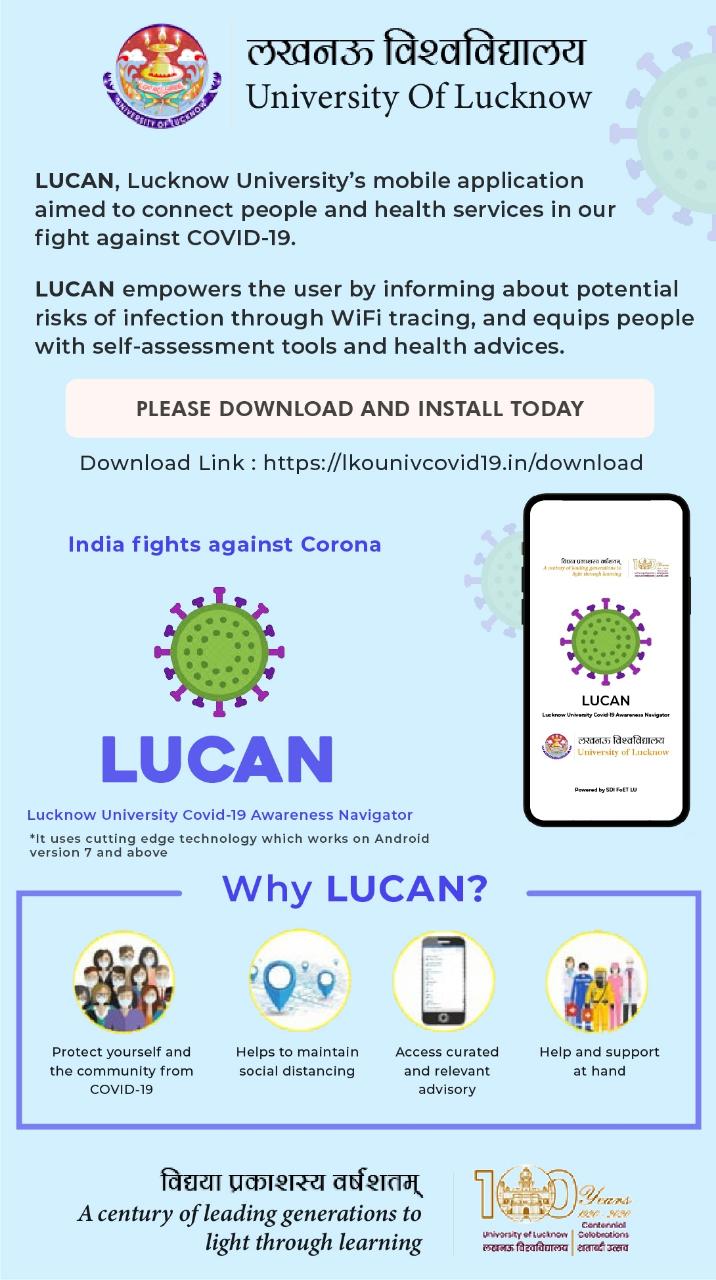 लखनऊ विश्वविद्यालय
University Of Lucknow
UNIVERSITY OF LUCKNOW
LUCAN, Lucknow University’s mobile application
aimed to connect people and health services in our
fight against COVID-19.
LUCAN empowers the user by informing about potential
risks of infection through WiFi tracing, and equips people
with self-assessment tools and health advices.
PLEASE DOWNLOAD AND INSTALL TODAY
Download Link : https://lkounivcovid19.in/download
India fights against Corona
LUCAN
Lucknow University Covid-19 Awareness Navigator
*It uses cutting edge technology which works on Android
version 7 and above
विद्यया प्रकाशस्य वर्षशतम्
A century of leading generations to
light through learning
LUCAN
Lucknow University Covid-19 Awareness Navigator
लखनऊ विश्वविद्यालय
University of Lucknow
Powered by SDI FoET LU
Why LUCAN?
Protect yourself and
the community from
COVID-19
Helps to maintain
social distancing
Access curated
and relevant
advisory
Help and support
at hand
विद्यया प्रकाशस्य वर्षशतम्
A century of leading generations to
light through learning
100 Years
1920 - 2020
Centennial
University of Lucknow Celebrations
लखनऊ विश्वविद्यालय शताब्दी उत्सव